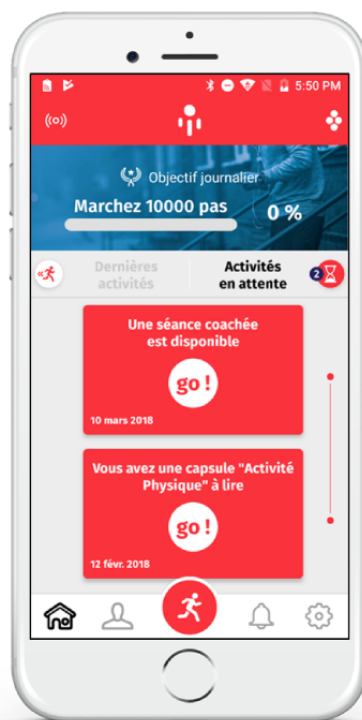 5:50 PM
Objectif journalier
Marchez 10000 pas
0 %
Dernières
activités
Activités
en attente
2
Une séance coachée
est disponible
go !
10 mars 2018
Vous avez une capsule "Activité
Physique" à lire
go !
12 févr. 2018